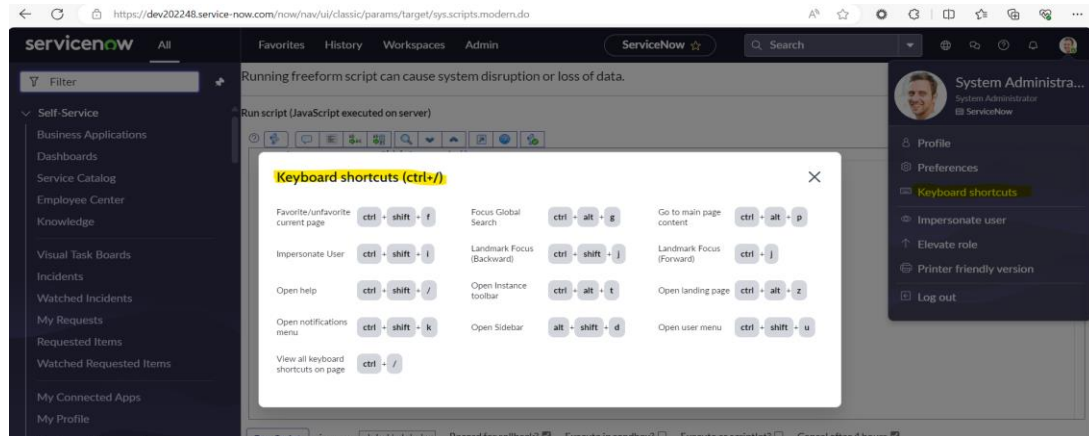 https://dev202248.service-now.com/now/nav/ui/classic/params/target/sys.scripts.modern.do
servicenow All Favorites History Workspaces Admin ServiceNow Search
Filter
Self-Service
Business Applications
Dashboards
Service Catalog
Employee Center
Knowledge
Visual Task Boards
Incidents
Watched Incidents
My Requests
Requested Items
Watched Requested Items
My Connected Apps
My Profile
Running freeform script can cause system disruption or loss of data.
Run script (JavaScript executed on server)
Keyboard shortcuts (ctrl+/)
Favorite/unfavorite current page ctrl + shift + f
Focus Global Search ctrl + alt + g
Go to main page content ctrl + alt + p
Impersonate User ctrl + shift + i
Landmark Focus (Backward) ctrl + shift + j
Landmark Focus (Forward) ctrl + j
Open help ctrl + shift + /
Open Instance toolbar ctrl + alt + t
Open landing page ctrl + alt + z
Open notifications menu ctrl + shift + k
Open Sidebar alt + shift + d
Open user menu ctrl + shift + u
View all keyboard shortcuts on page ctrl + /
System Administra...
System Administrator
ServiceNow
Profile
Preferences
Keyboard shortcuts
Impersonate user
Elevate role
Printer friendly version
Log out